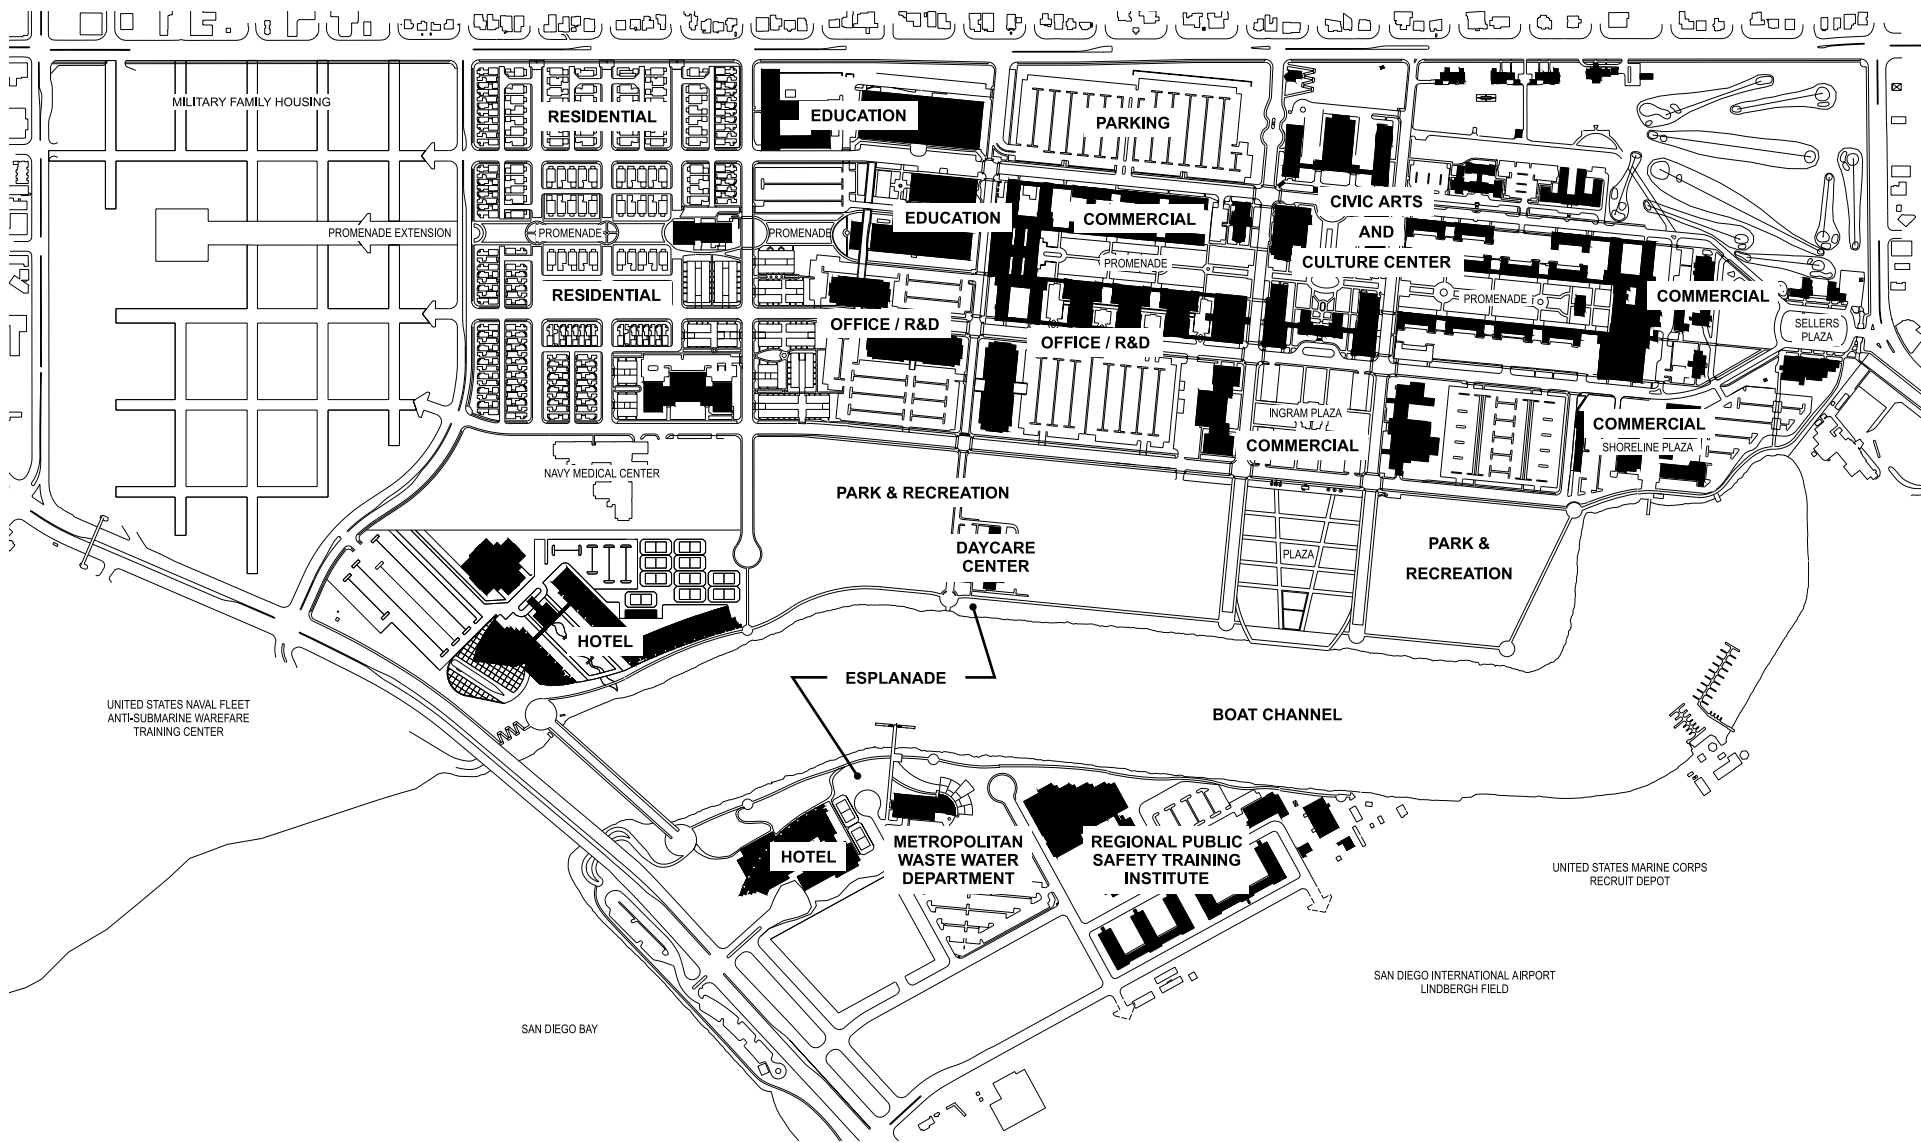 MILITARY FAMILY HOUSING
RESIDENTIAL
EDUCATION
PARKING
CIVIC ARTS
AND
CULTURE CENTER
EDUCATION
COMMERCIAL
PROMENADE EXTENSION
PROMENADE
PROMENADE
PROMENADE
PROMENADE
RESIDENTIAL
COMMERCIAL
OFFICE / R&D
OFFICE / R&D
SELLERS
PLAZA
INGRAM PLAZA
COMMERCIAL
COMMERCIAL
SHORELINE PLAZA
NAVY MEDICAL CENTER
PARK & RECREATION
DAYCARE
CENTER
PLAZA
PARK &
RECREATION
HOTEL
ESPLANADE
BOAT CHANNEL
UNITED STATES NAVAL FLEET
ANTI-SUBMARINE WAREFARE
TRAINING CENTER
HOTEL
METROPOLITAN
WASTE WATER
DEPARTMENT
REGIONAL PUBLIC
SAFETY TRAINING
INSTITUTE
UNITED STATES MARINE CORPS
RECRUIT DEPOT
SAN DIEGO INTERNATIONAL AIRPORT
LINDBERGH FIELD
SAN DIEGO BAY